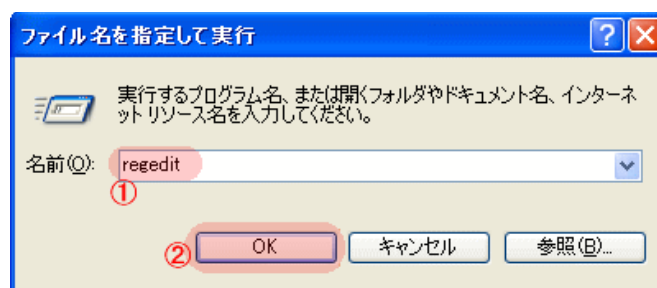 ファイル名を指定して実行
実行するプログラム名、または開くフォルダやドキュメント名、インターネ
ット リソース名を入力してください。
名前(O): regedit
①
② OK キャンセル 参照(B)...